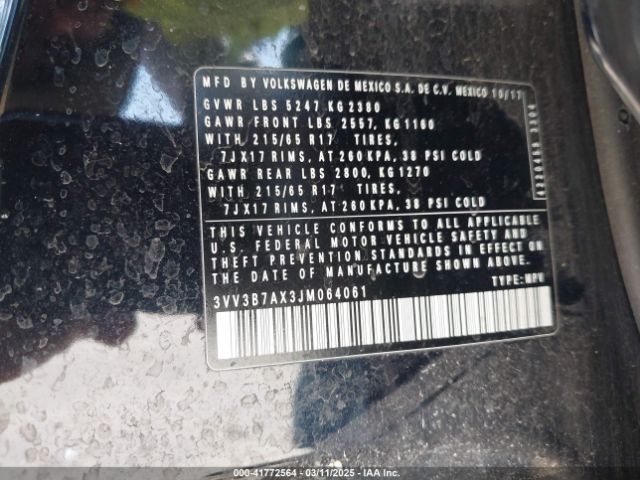 MFD BY VOLKSWAGEN DE MEXICO S.A. DE C.V. MEXICO 10/17
GVWR LBS 5247 KG 2380
GAWR FRONT LBS 2557, KG 1160
WITH 215/65 R17 TIRES,
7JX17 RIMS, AT 260 KPA, 38 PSI COLD
GAWR REAR LBS 2800, KG 1270
WITH 215/65 R17 TIRES,
7JX17 RIMS, AT 260 KPA, 38 PSI COLD
THIS VEHICLE CONFORMS TO ALL APPLICABLE
U.S. FEDERAL MOTOR VEHICLE SAFETY AND
THEFT PREVENTION STANDARDS IN EFFECT ON
THE DATE OF MANUFACTURE SHOWN ABOVE.
3VV3B7AX3JM064061 TYPE: MPV
00-41772564 - 03/11/2025 - IAA Inc.